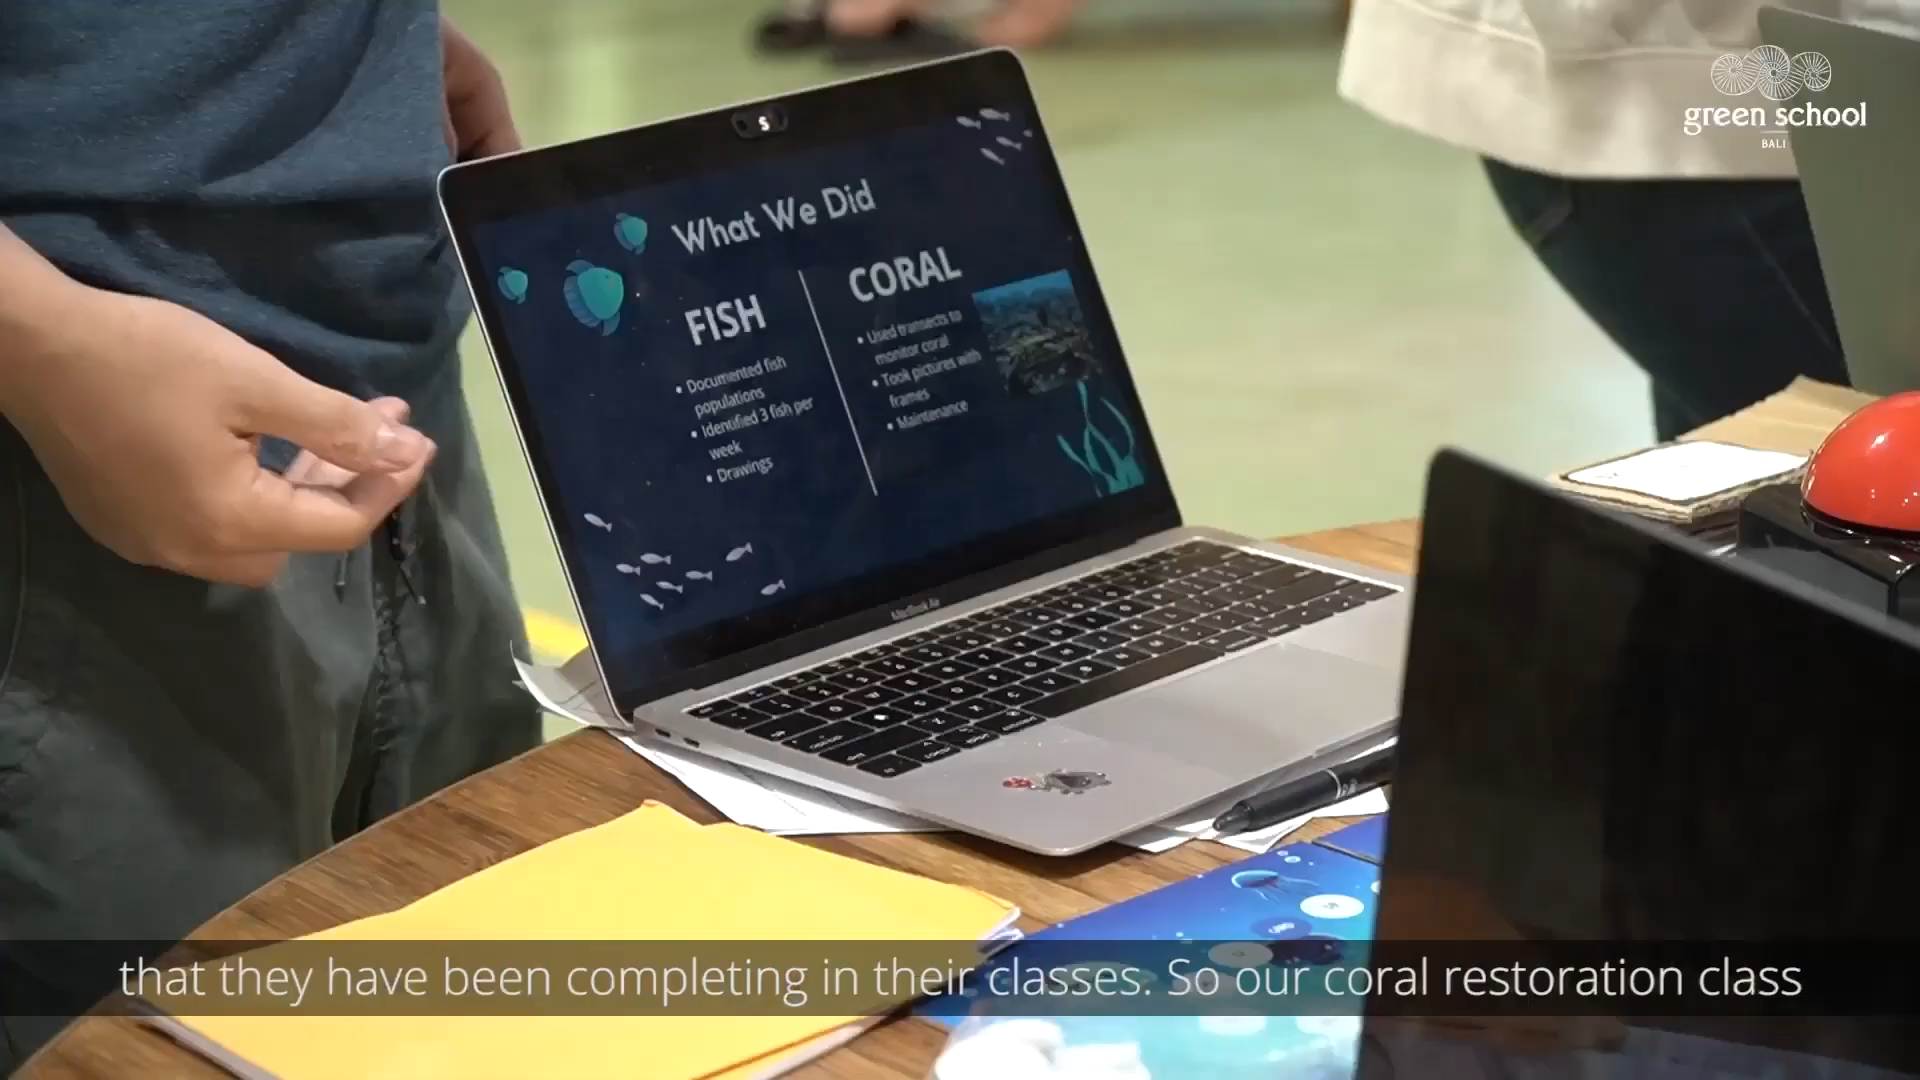 green school
BALI
S
What We Did
FISH
• Documented fish
populations
• Identified 3 fish per
week
• Drawings
CORAL
• Used transects to
monitor coral
• Took pictures with
frames
• Maintenance
MacBook Air
that they have been completing in their classes. So our coral restoration class